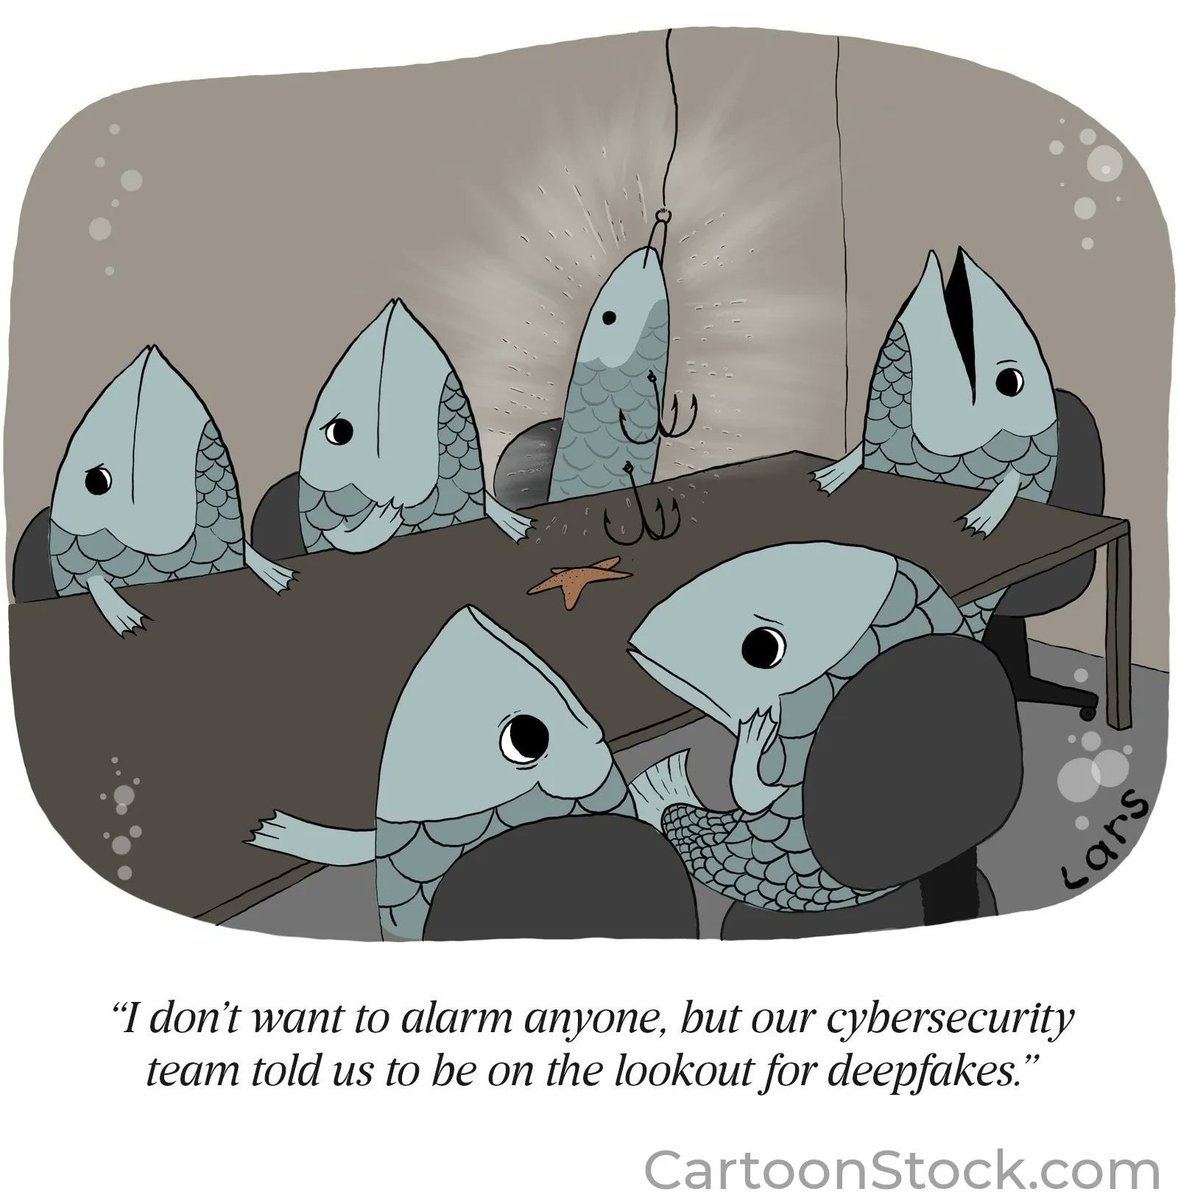 Lars
“I don’t want to alarm anyone, but our cybersecurity
team told us to be on the lookout for deepfakes.”
CartoonStock.com